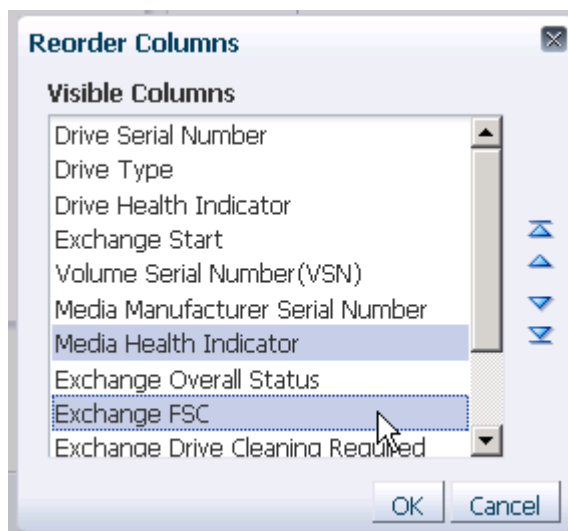 Reorder Columns
Visible Columns
Drive Serial Number
Drive Type
Drive Health Indicator
Exchange Start
Volume Serial Number(VSN)
Media Manufacturer Serial Number
Media Health Indicator
Exchange Overall Status
Exchange FSC
Exchange Drive Cleaning Required
OK
Cancel